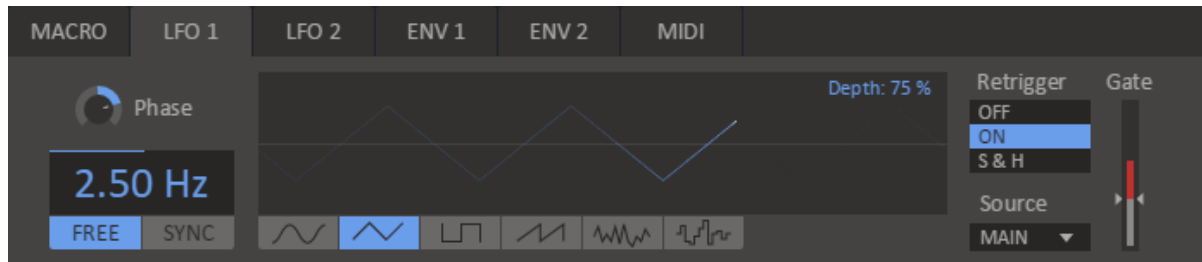 MACRO LFO 1 LFO 2 ENV 1 ENV 2 MIDI
Phase
2.50 Hz
FREE SYNC
Depth: 75 %
Retrigger
OFF
ON
S & H
Source
MAIN
Gate